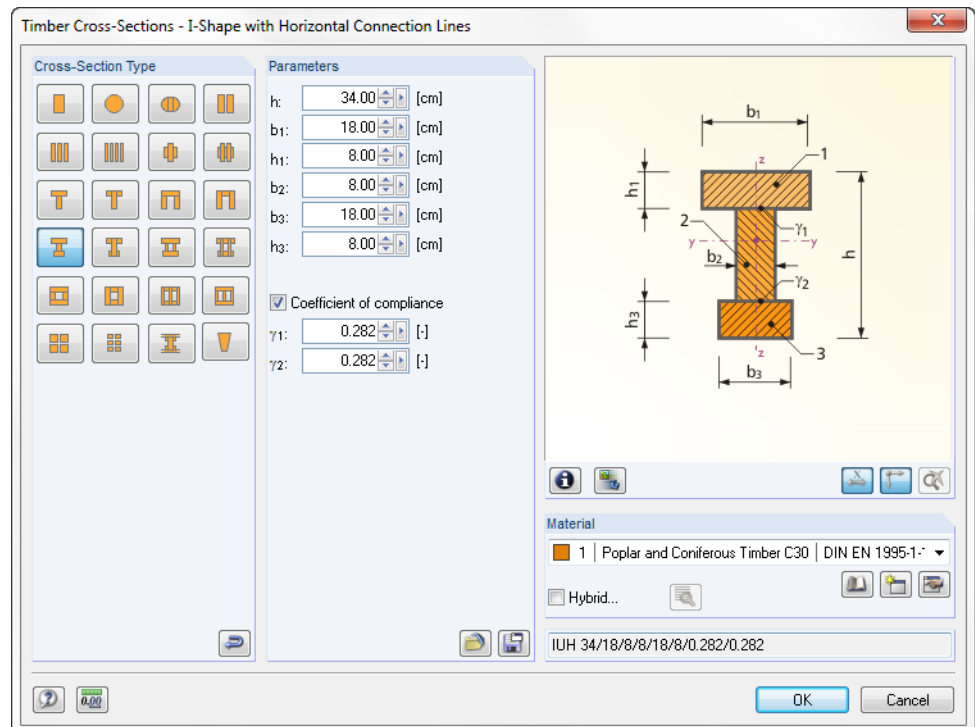 Timber Cross-Sections - I-Shape with Horizontal Connection Lines
Cross-Section Type
Parameters
h: 34.00 [cm]
b1: 18.00 [cm]
h1: 8.00 [cm]
b2: 8.00 [cm]
b3: 18.00 [cm]
h3: 8.00 [cm]
Coefficient of compliance
γ1: 0.282 [-]
γ2: 0.282 [-]
b1
z
1
h1
2
γ1
y
y
h
b2
γ2
h3
z
3
b3
x
Material
1 Poplar and Coniferous Timber C30 DIN EN 1995-1-
Hybrid...
IUH 34/18/8/8/18/8/0.282/0.282
0.00
OK
Cancel